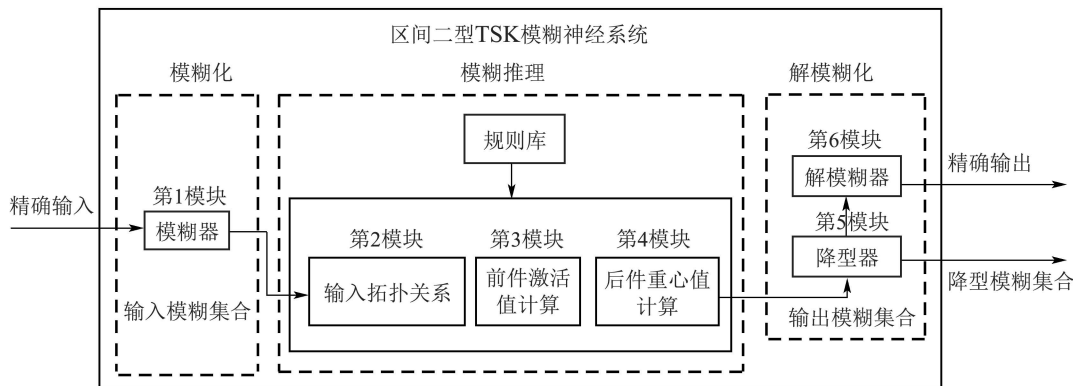 区间二型TSK模糊神经系统
模糊化
模糊推理
解模糊化
规则库
第6模块
解模糊器
精确输出
精确输入
第1模块
模糊器
第2模块
输入拓扑关系
第3模块
前件激活
值计算
第4模块
后件重心值
计算
第5模块
降型器
降型模糊集合
输入模糊集合
输出模糊集合